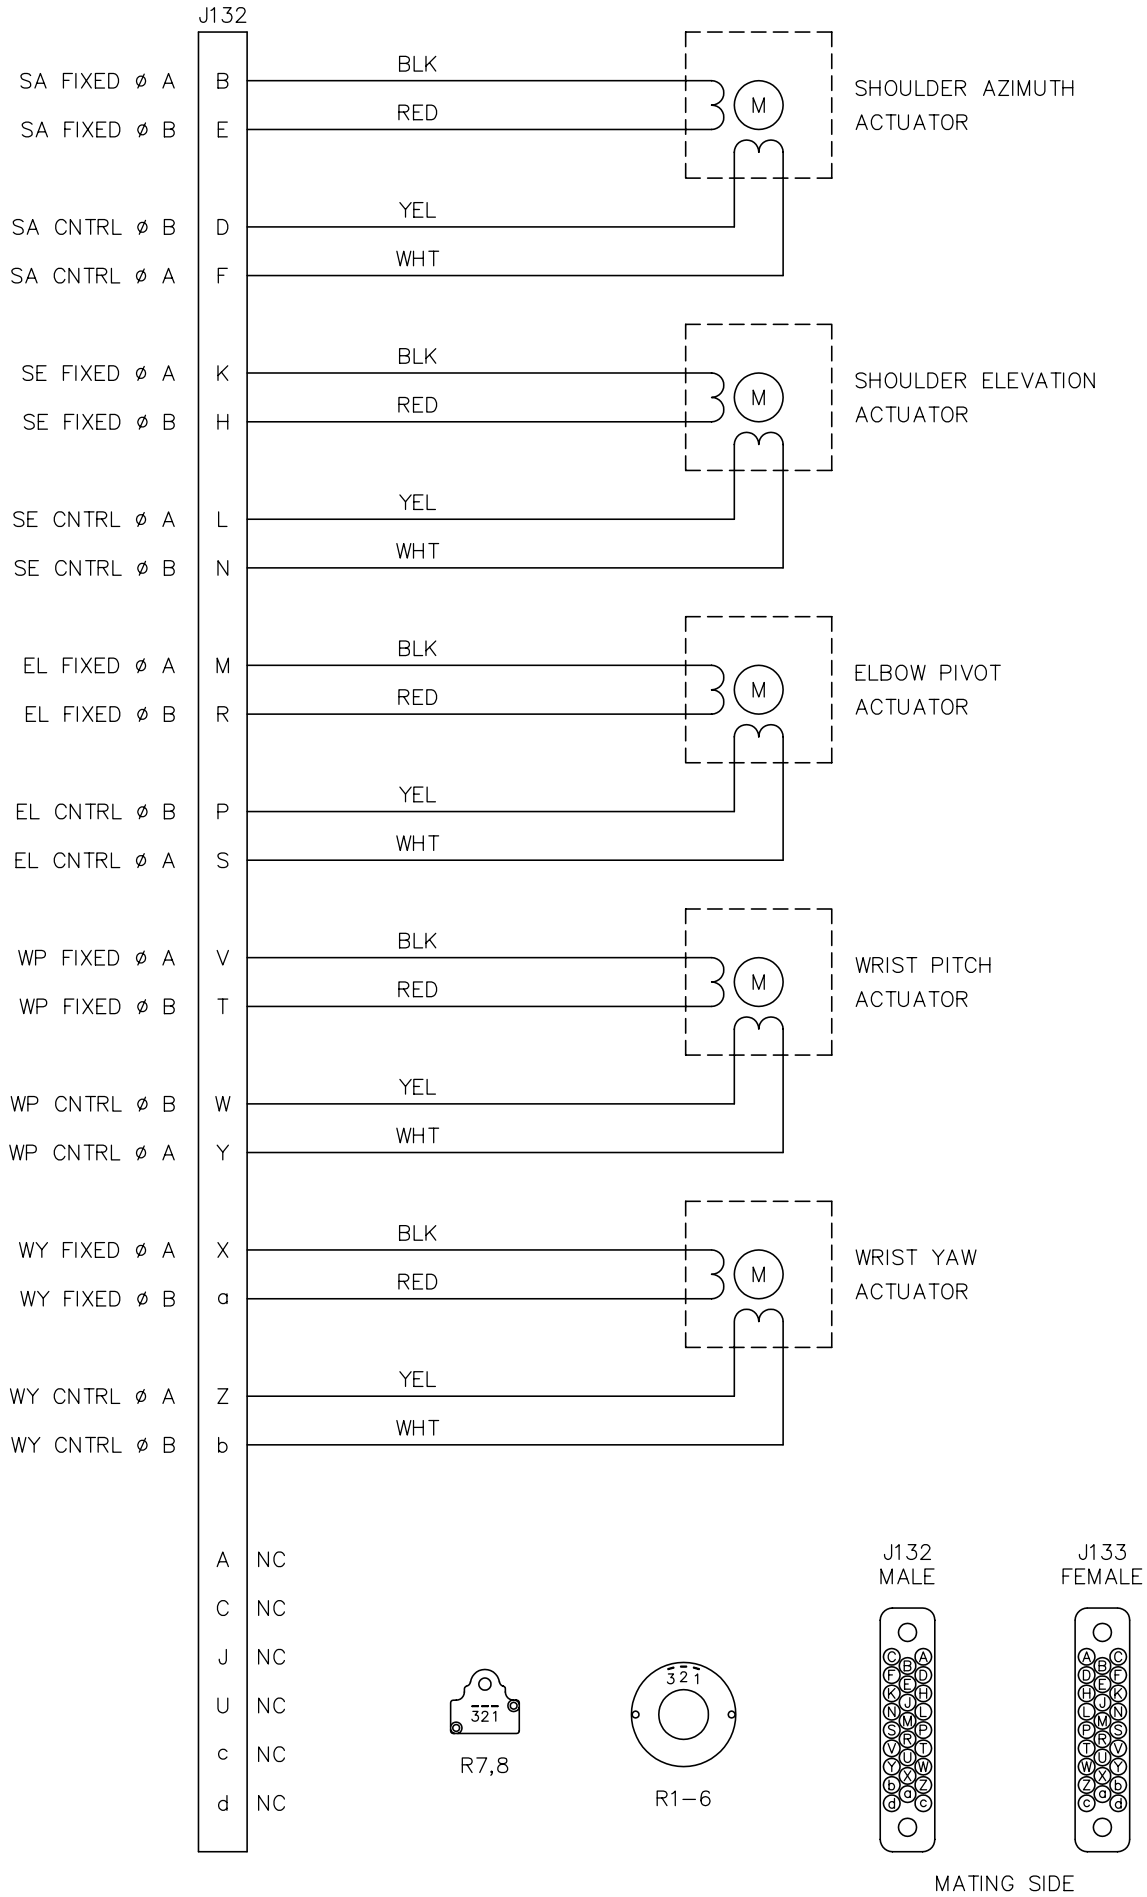 J132
SA FIXED ø A B BLK
SA FIXED ø B E RED
M
SHOULDER AZIMUTH
ACTUATOR
SA CNTRL ø B D YEL
SA CNTRL ø A F WHT
SE FIXED ø A K BLK
SE FIXED ø B H RED
M
SHOULDER ELEVATION
ACTUATOR
SE CNTRL ø A L YEL
SE CNTRL ø B N WHT
EL FIXED ø A M BLK
EL FIXED ø B R RED
M
ELBOW PIVOT
ACTUATOR
EL CNTRL ø B P YEL
EL CNTRL ø A S WHT
WP FIXED ø A V BLK
WP FIXED ø B T RED
M
WRIST PITCH
ACTUATOR
WP CNTRL ø B W YEL
WP CNTRL ø A Y WHT
WY FIXED ø A X BLK
WY FIXED ø B a RED
M
WRIST YAW
ACTUATOR
WY CNTRL ø A Z YEL
WY CNTRL ø B b WHT
A NC
C NC
J NC
U NC
c NC
d NC
321
R7,8
3 2 1
R1-6
J132
MALE
C B A
F E D
K J H
N M L
S R P
V U T
Y X W
b a Z
d c
J133
FEMALE
A B C
D E F
H J K
L M N
P R S
T U V
W X Y
Z a b
c d
MATING SIDE